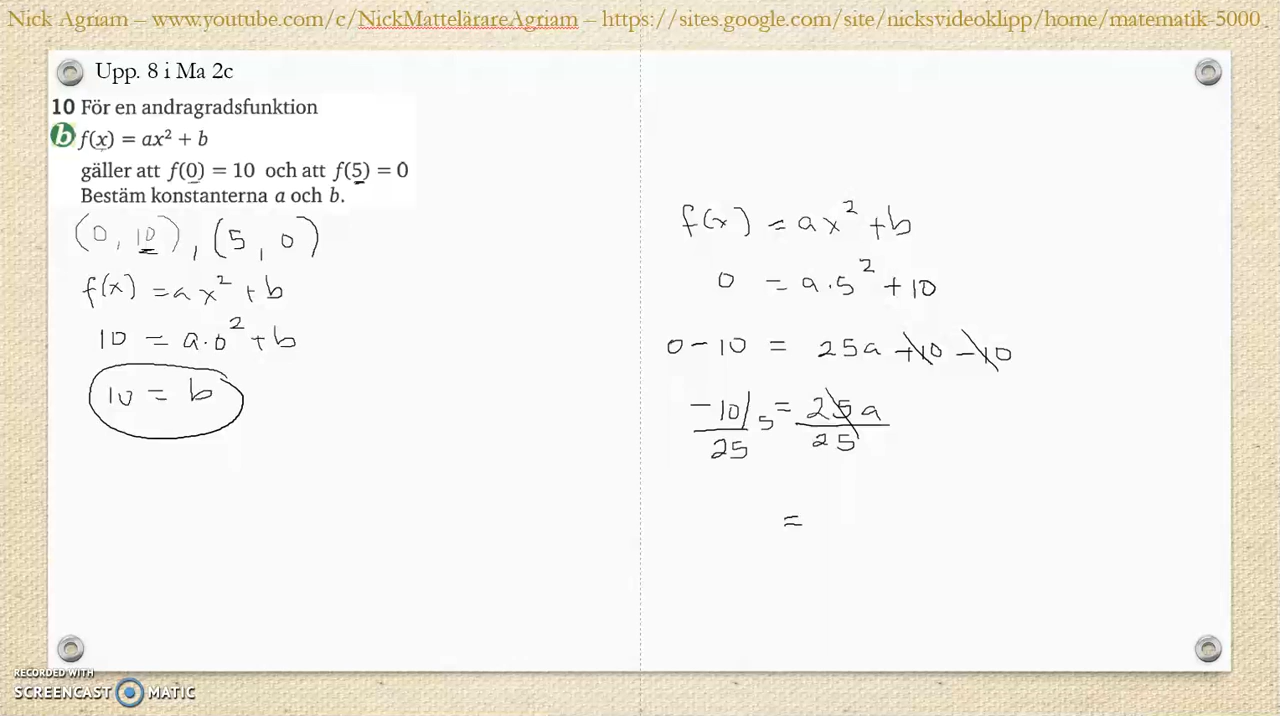 Nick Agriam – www.youtube.com/c/NickMattelärareAgriam – https://sites.google.com/site/nicksvideoklipp/home/matematik-5000
Upp. 8 i Ma 2c
10 För en andragradsfunktion
b f(x) = ax² + b
gäller att f(0) = 10 och att f(5) = 0
Bestäm konstanterna a och b.
(0, 10), (5, 0)
f(x) = ax² + b
10 = a·0² + b
10 = b
f(x) = ax² + b
0 = a·5² + 10
0 - 10 = 25a + 10 - 10
-10/5 = 25a
25 25
=
RECORDED WITH
SCREENCAST MATIC